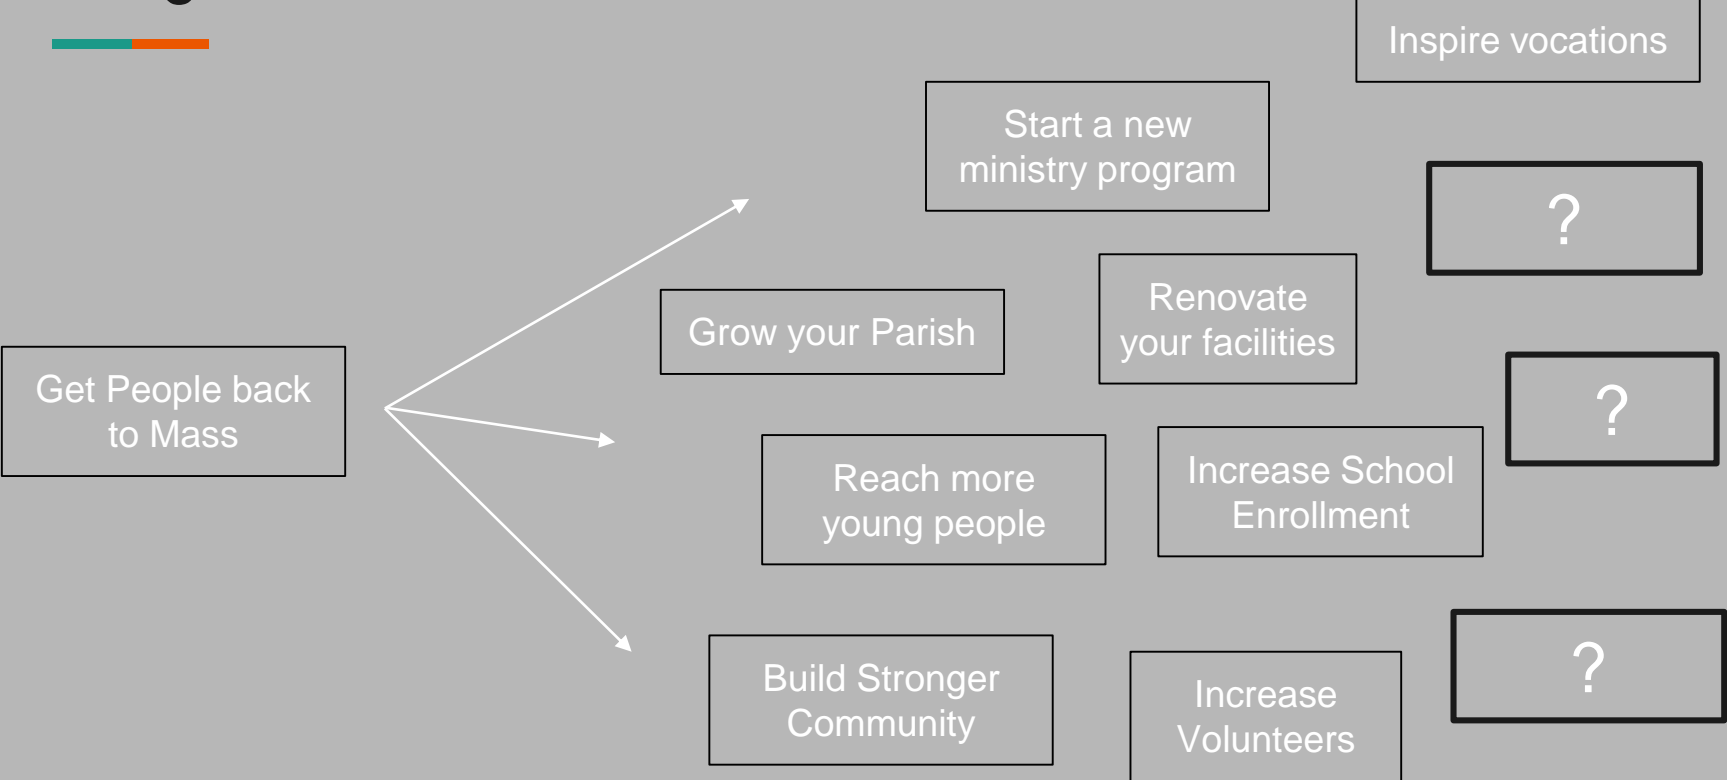 Inspire vocations
Start a new
ministry program
?
Renovate
your facilities
Grow your Parish
Get People back
to Mass
?
Reach more
young people
Increase School
Enrollment
Build Stronger
Community
Increase
Volunteers
?